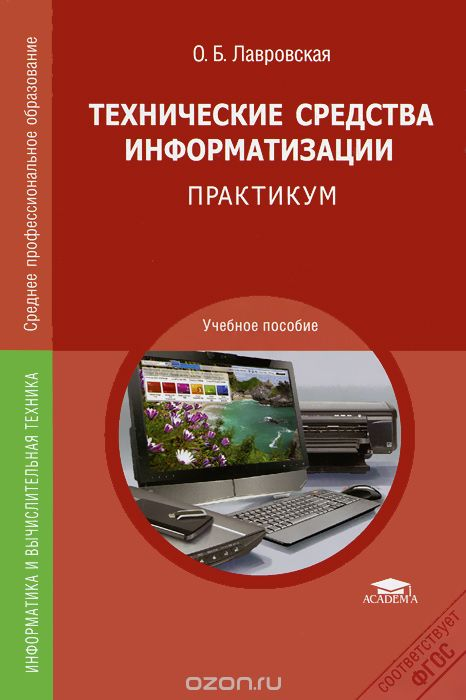 О. Б. Лавровская
ТЕХНИЧЕСКИЕ СРЕДСТВА
ИНФОРМАТИЗАЦИИ
ПРАКТИКУМ
Учебное пособие
Среднее профессиональное образование
ИНФОРМАТИКА И ВЫЧИСЛИТЕЛЬНАЯ ТЕХНИКА
ACADEMA
соответствует
ФГОС
ozon.ru